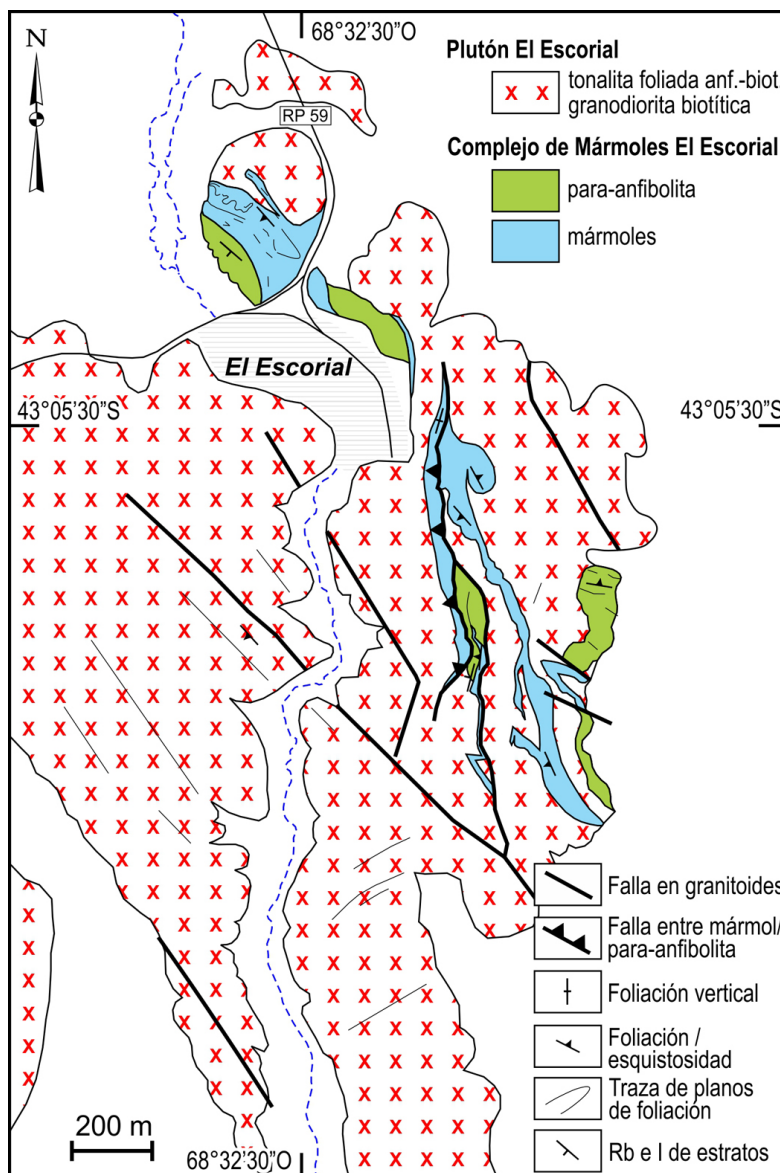 68°32'30”O
N
Plutón El Escorial
X X tonalita foliada anf.-biot.
granodiorita biotítica
RP 59
Complejo de Mármoles El Escorial
para-anfibolita
mármoles
El Escorial
43°05'30”S
43°05'30”S
Falla en granitoides
Falla entre mármol/
para-anfibolita
Foliación vertical
Foliación /
esquistosidad
Traza de planos
de foliación
Rb e I de estratos
200 m
68°32'30”O